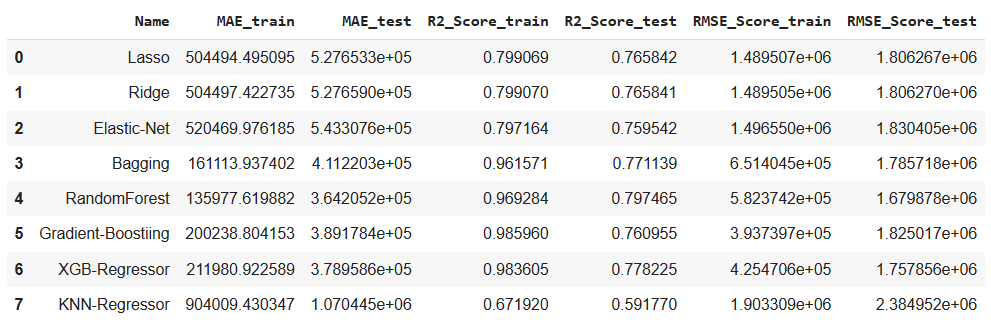 Name MAE_train MAE_test R2_Score_train R2_Score_test RMSE_Score_train RMSE_Score_test
0 Lasso 504494.495095 5.276533e+05 0.799069 0.765842 1.489507e+06 1.806267e+06
1 Ridge 504497.422735 5.276590e+05 0.799070 0.765841 1.489505e+06 1.806270e+06
2 Elastic-Net 520469.976185 5.433076e+05 0.797164 0.759542 1.496550e+06 1.830405e+06
3 Bagging 161113.937402 4.112203e+05 0.961571 0.771139 6.514045e+05 1.785718e+06
4 RandomForest 135977.619882 3.642052e+05 0.969284 0.797465 5.823742e+05 1.679878e+06
5 Gradient-Boostiing 200238.804153 3.891784e+05 0.985960 0.760955 3.937397e+05 1.825017e+06
6 XGB-Regressor 211980.922589 3.789586e+05 0.983605 0.778225 4.254706e+05 1.757856e+06
7 KNN-Regressor 904009.430347 1.070445e+06 0.671920 0.591770 1.903309e+06 2.384952e+06